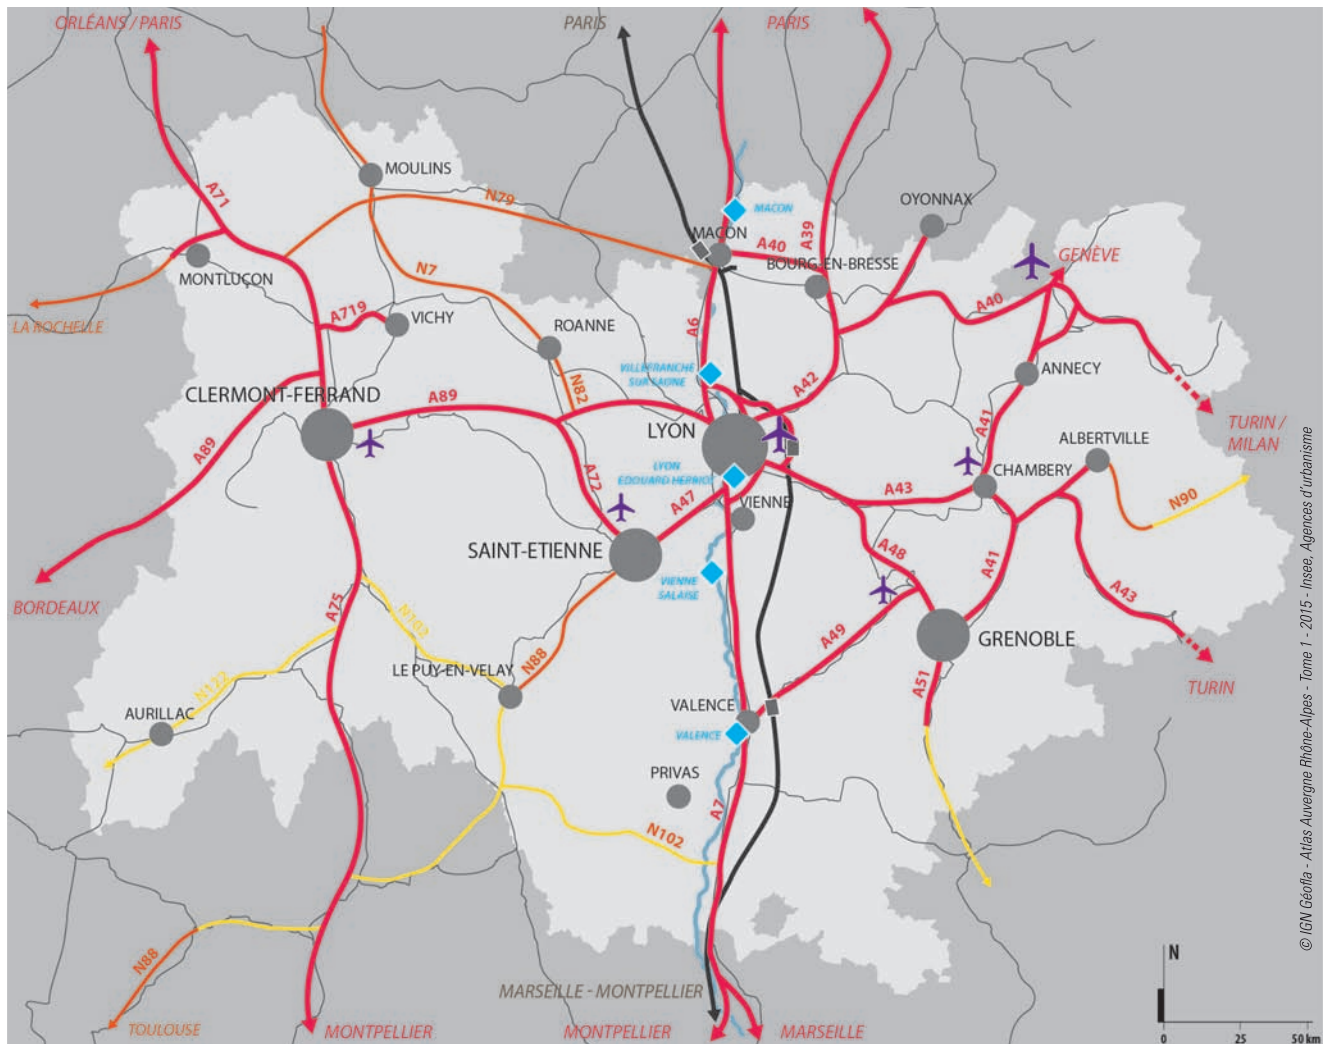 ORLÉANS / PARIS
PARIS
PARIS
MOULINS
A71
N79
MACON
OYONNAX
MACON
A40
A39
GENÈVE
BOURG-EN-BRESSE
MONTLUÇON
N7
A40
LA ROCHELLE
A719
VICHY
ROANNE
A6
VILLEFRANCHE
SUR SAONE
ANNECY
CLERMONT-FERRAND
A89
N82
A42
A41
TURIN /
MILAN
LYON
ALBERTVILLE
A89
LYON
ÉDOUARD HERRIOT
CHAMBERY
A72
A47
VIENNE
A43
N90
SAINT-ETIENNE
A48
A41
VIENNE
SALAISE
A43
BORDEAUX
A75
N102
A49
GRENOBLE
LE PUY-EN-VELAY
N88
N122
A51
TURIN
AURILLAC
VALENCE
VALENCE
PRIVAS
A7
N102
N88
MARSEILLE - MONTPELLIER
TOULOUSE
MONTPELLIER
MONTPELLIER
MARSEILLE
N
0 25 50 km
© IGN Géofla - Atlas Auvergne Rhône-Alpes - Tome 1 - 2015 - Insee, Agences d'urbanisme